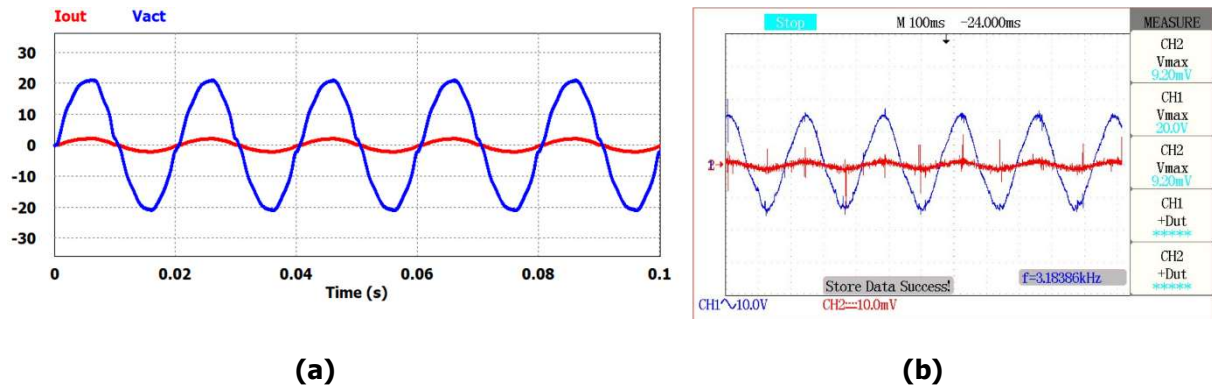 Iout Vact
30
20
10
0
-10
-20
-30
0 0.02 0.04 0.06 0.08 0.1
Time (s)
(a)
Stop M 100ms -24.000ms MEASURE
CH2
Vmax
9.20mV
CH1
Vmax
20.0V
CH2
Vmax
9.20mV
CH1
+Dut
*****
CH2
+Dut
*****
f=3.18386kHz
Store Data Success!
CH1 10.0V CH2 10.0mV
(b)